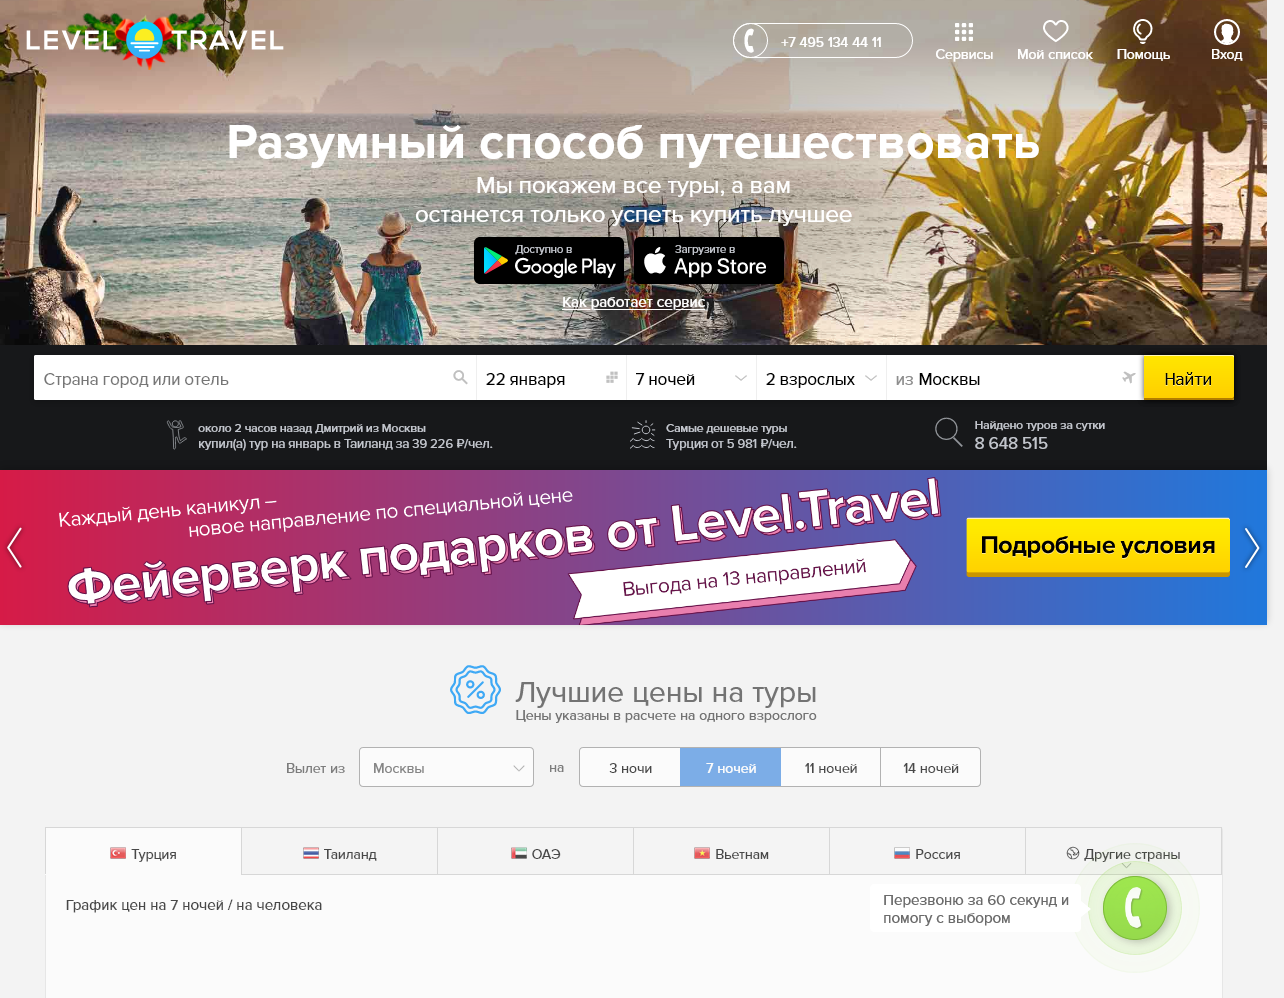 LEVEL TRAVEL
+7 495 134 44 11
Сервисы
Мой список
Помощь
Вход
Разумный способ путешествовать
Мы покажем все туры, а вам
останется только успеть купить лучшее
Доступно в
Google Play
Загрузите в
App Store
Как работает сервис
Страна город или отель
22 января
7 ночей
2 взрослых
из Москвы
Найти
около 2 часов назад Дмитрий из Москвы
купил(а) тур на январь в Таиланд за 39 226 ₽/чел.
Самые дешевые туры
Турция от 5 981 ₽/чел.
Найдено туров за сутки
8 648 515
Каждый день каникул –
новое направление по специальной цене
Фейерверк подарков от Level.Travel
Выгода на 13 направлений
Подробные условия
Лучшие цены на туры
Цены указаны в расчете на одного взрослого
Вылет из
Москвы
на
3 ночи
7 ночей
11 ночей
14 ночей
Турция
Таиланд
ОАЭ
Вьетнам
Россия
Другие страны
График цен на 7 ночей / на человека
Перезвоню за 60 секунд и
помогу с выбором